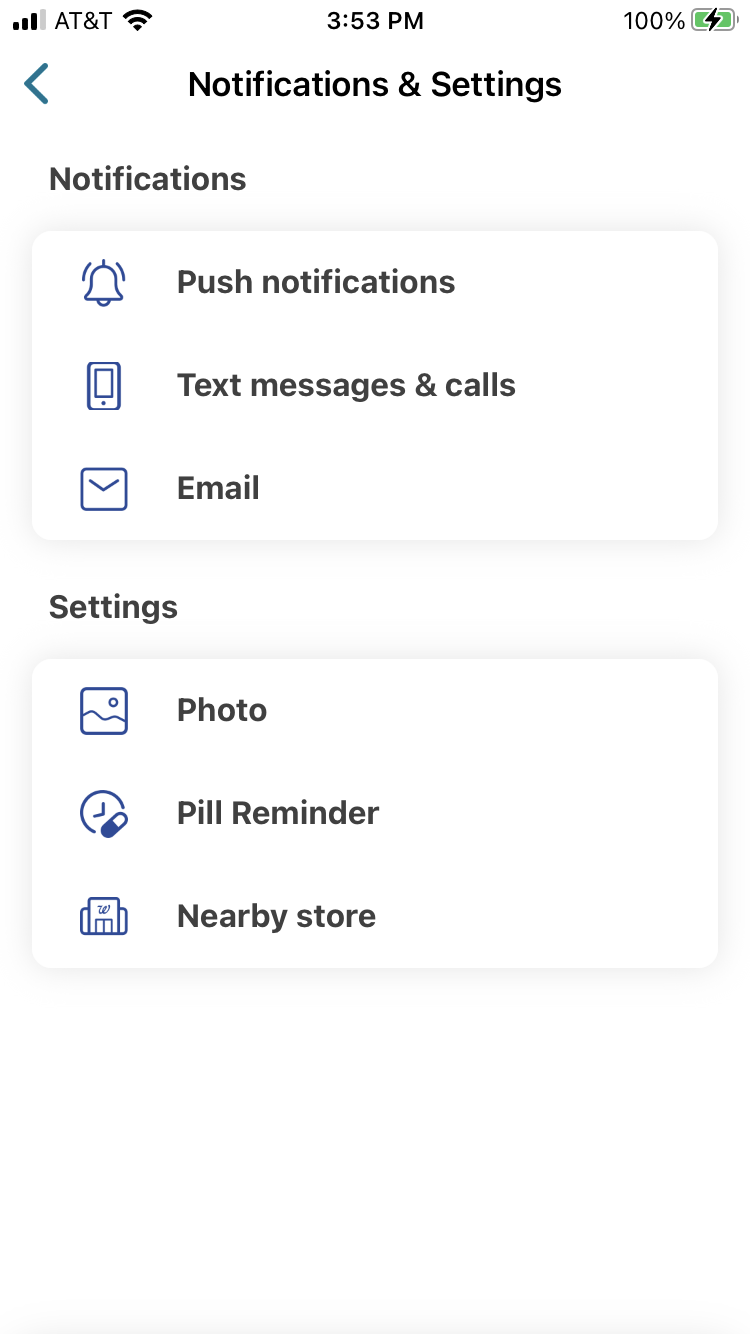 AT&T 3:53 PM 100%
Notifications & Settings
Notifications
Push notifications
Text messages & calls
Email
Settings
Photo
Pill Reminder
W
Nearby store